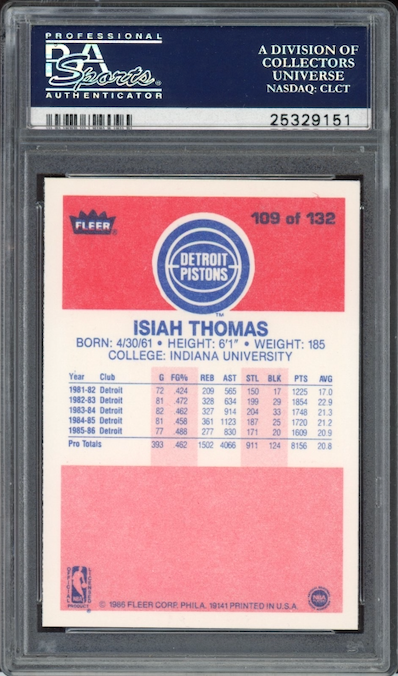 PROFESSIONAL
PSA
Sports
AUTHENTICATOR
A DIVISION OF
COLLECTORS
UNIVERSE
NASDAQ: CLCT
25329151
FLEER
109 of 132
DETROIT
PISTONS
TM
ISIAH THOMAS
BORN: 4/30/61 • HEIGHT: 6'1" • WEIGHT: 185
COLLEGE: INDIANA UNIVERSITY
Year Club G FG% REB AST STL BLK PTS AVG
1981-82 Detroit 72 .424 209 565 150 17 1225 17.0
1982-83 Detroit 81 .472 328 634 199 29 1854 22.9
1983-84 Detroit 82 .462 327 914 204 33 1748 21.3
1984-85 Detroit 81 .458 361 1123 187 25 1720 21.2
1985-86 Detroit 77 .488 277 830 171 20 1609 20.9
Pro Totals 393 .462 1502 4066 911 124 8156 20.8
NBA
PRODUCT
© 1986 FLEER CORP. PHILA. 19141 PRINTED IN U.S.A.